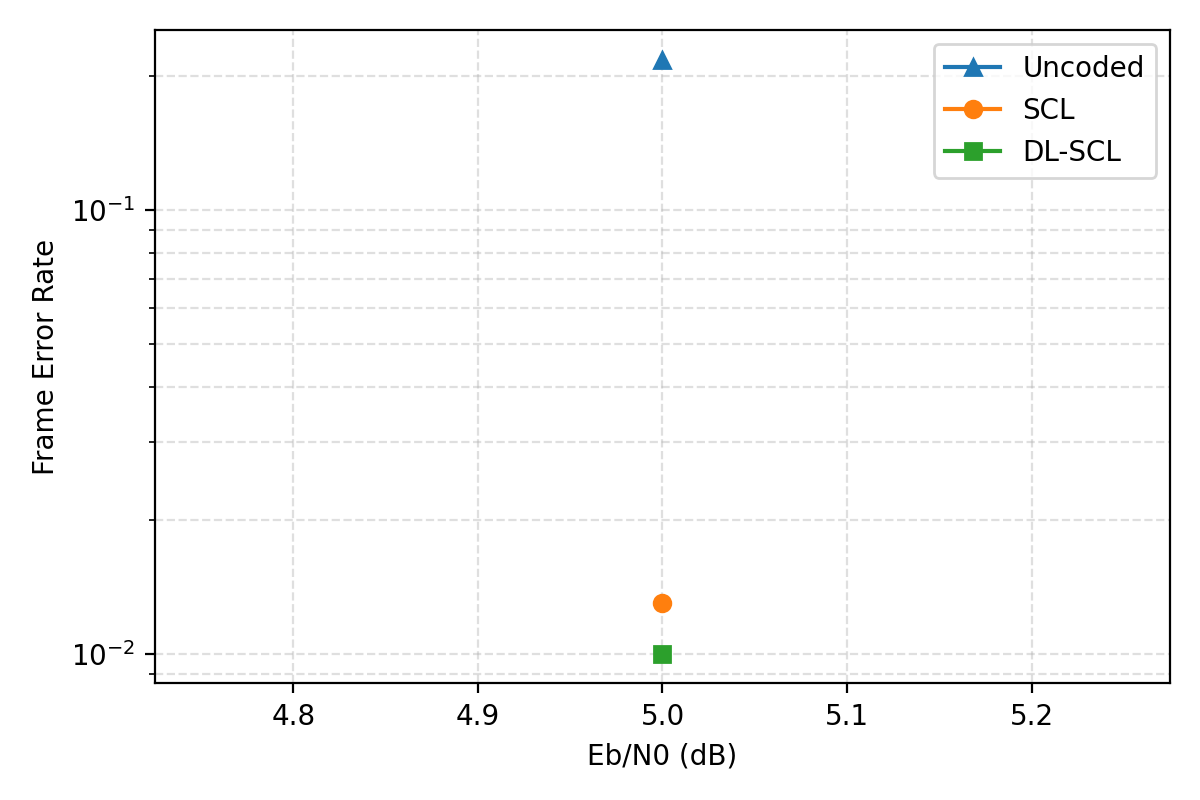 Uncoded
SCL
DL-SCL
10⁻¹
10⁻²
Frame Error Rate
4.8 4.9 5.0 5.1 5.2
Eb/N0 (dB)